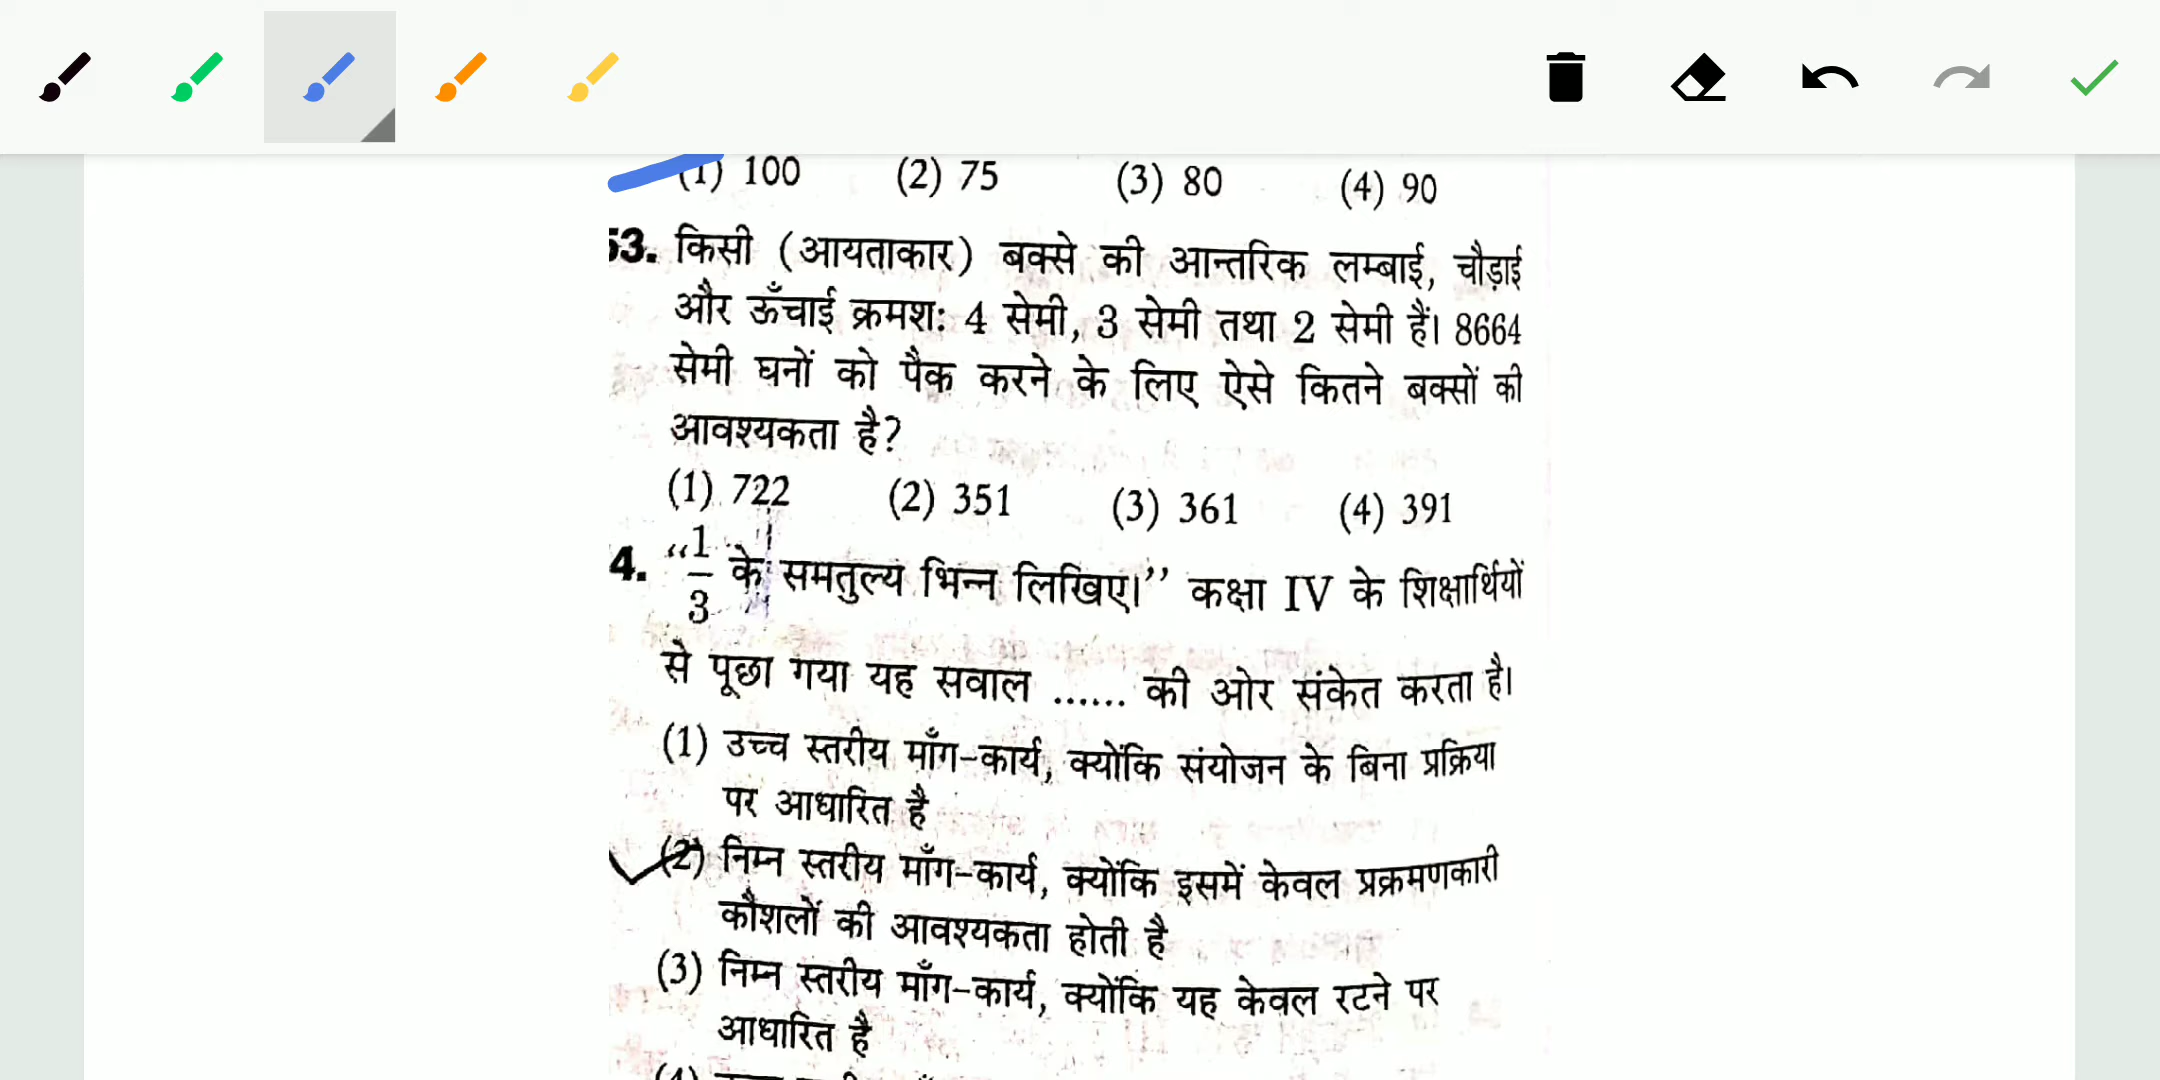 (1) 100 (2) 75 (3) 80 (4) 90
53. किसी (आयताकार) बक्से की आन्तरिक लम्बाई, चौड़ाई
और ऊँचाई क्रमशः 4 सेमी, 3 सेमी तथा 2 सेमी हैं। 8664
सेमी घनों को पैक करने के लिए ऐसे कितने बक्सों की
आवश्यकता है?
(1) 722 (2) 351 (3) 361 (4) 391
4. “1/3 के समतुल्य भिन्न लिखिए।” कक्षा IV के शिक्षार्थियों
से पूछा गया यह सवाल ...... की ओर संकेत करता है।
(1) उच्च स्तरीय माँग-कार्य, क्योंकि संयोजन के बिना प्रक्रिया
पर आधारित है
(2) निम्न स्तरीय माँग-कार्य, क्योंकि इसमें केवल प्रक्रमणकारी
कौशलों की आवश्यकता होती है
(3) निम्न स्तरीय माँग-कार्य, क्योंकि यह केवल रटने पर
आधारित है